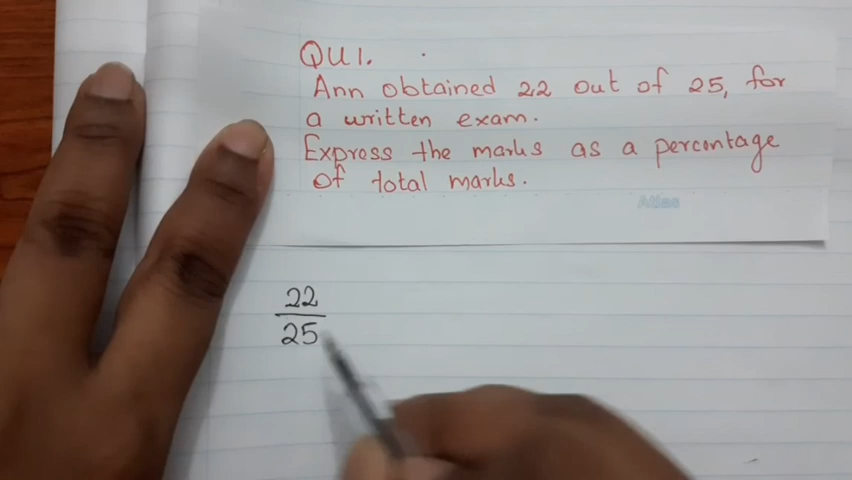 QU1.
Ann obtained 22 out of 25, for
a written exam.
Express the marks as a percentage
of total marks.
Atlas
22
25